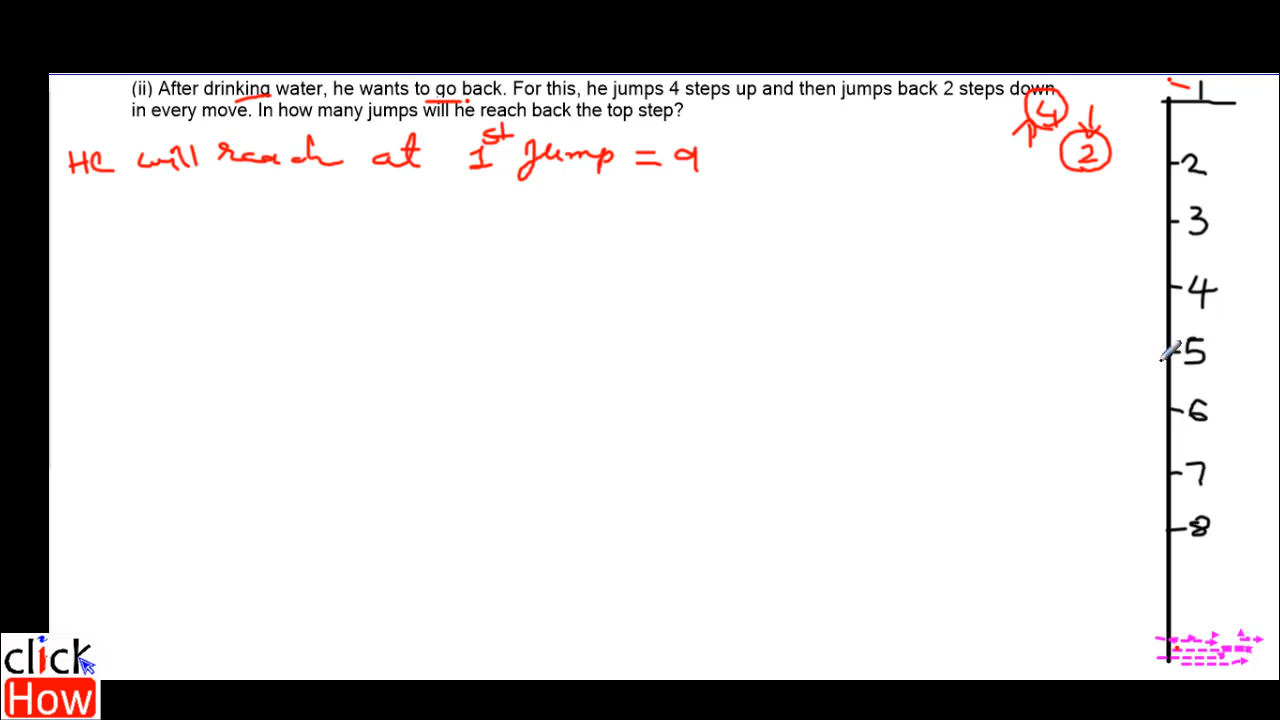 (ii) After drinking water, he wants to go back. For this, he jumps 4 steps up and then jumps back 2 steps down
in every move. In how many jumps will he reach back the top step?
He will reach at 1st Jump = 9
4
2
1
2
3
4
5
6
7
8
click
How